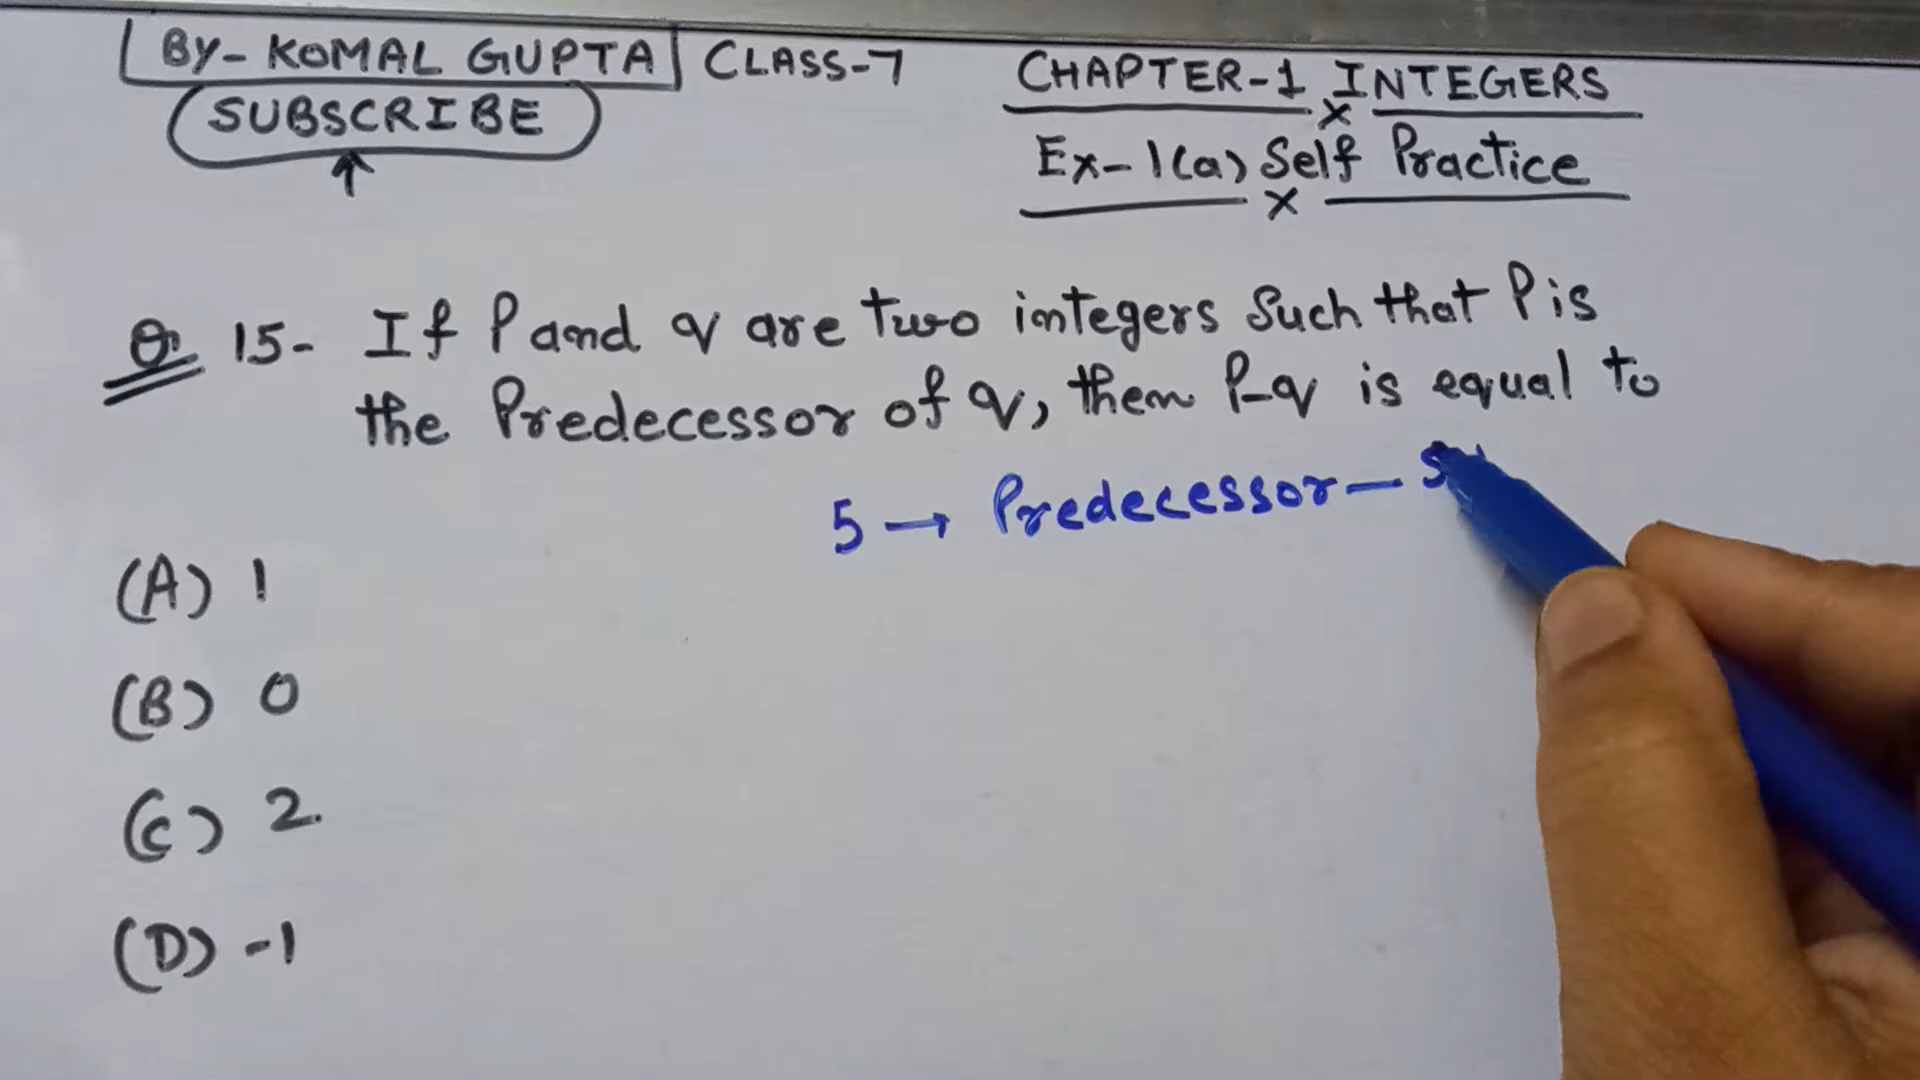 BY- KOMAL GUPTA CLASS-7
SUBSCRIBE
CHAPTER-1 INTEGERS
Ex-1(a) Self Practice
Q 15- If P and q are two integers Such that P is
the Predecessor of q, then P-q is equal to
5 → Predecessor - 5
(A) 1
(B) 0
(C) 2.
(D) -1